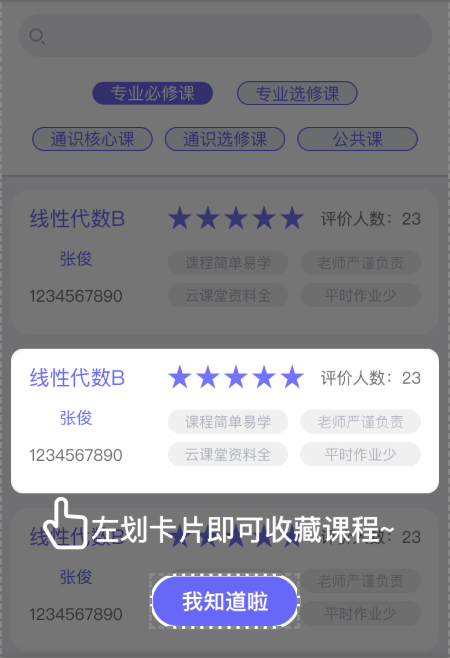 专业必修课 专业选修课
通识核心课 通识选修课 公共课
线性代数B 评价人数：23
张俊 课程简单易学 老师严谨负责
1234567890 云课堂资料全 平时作业少
线性代数B 评价人数：23
张俊 课程简单易学 老师严谨负责
1234567890 云课堂资料全 平时作业少
线性代数B 评价人数：23
左划卡片即可收藏课程~
张俊 老师严谨负责
1234567890 平时作业少
我知道啦